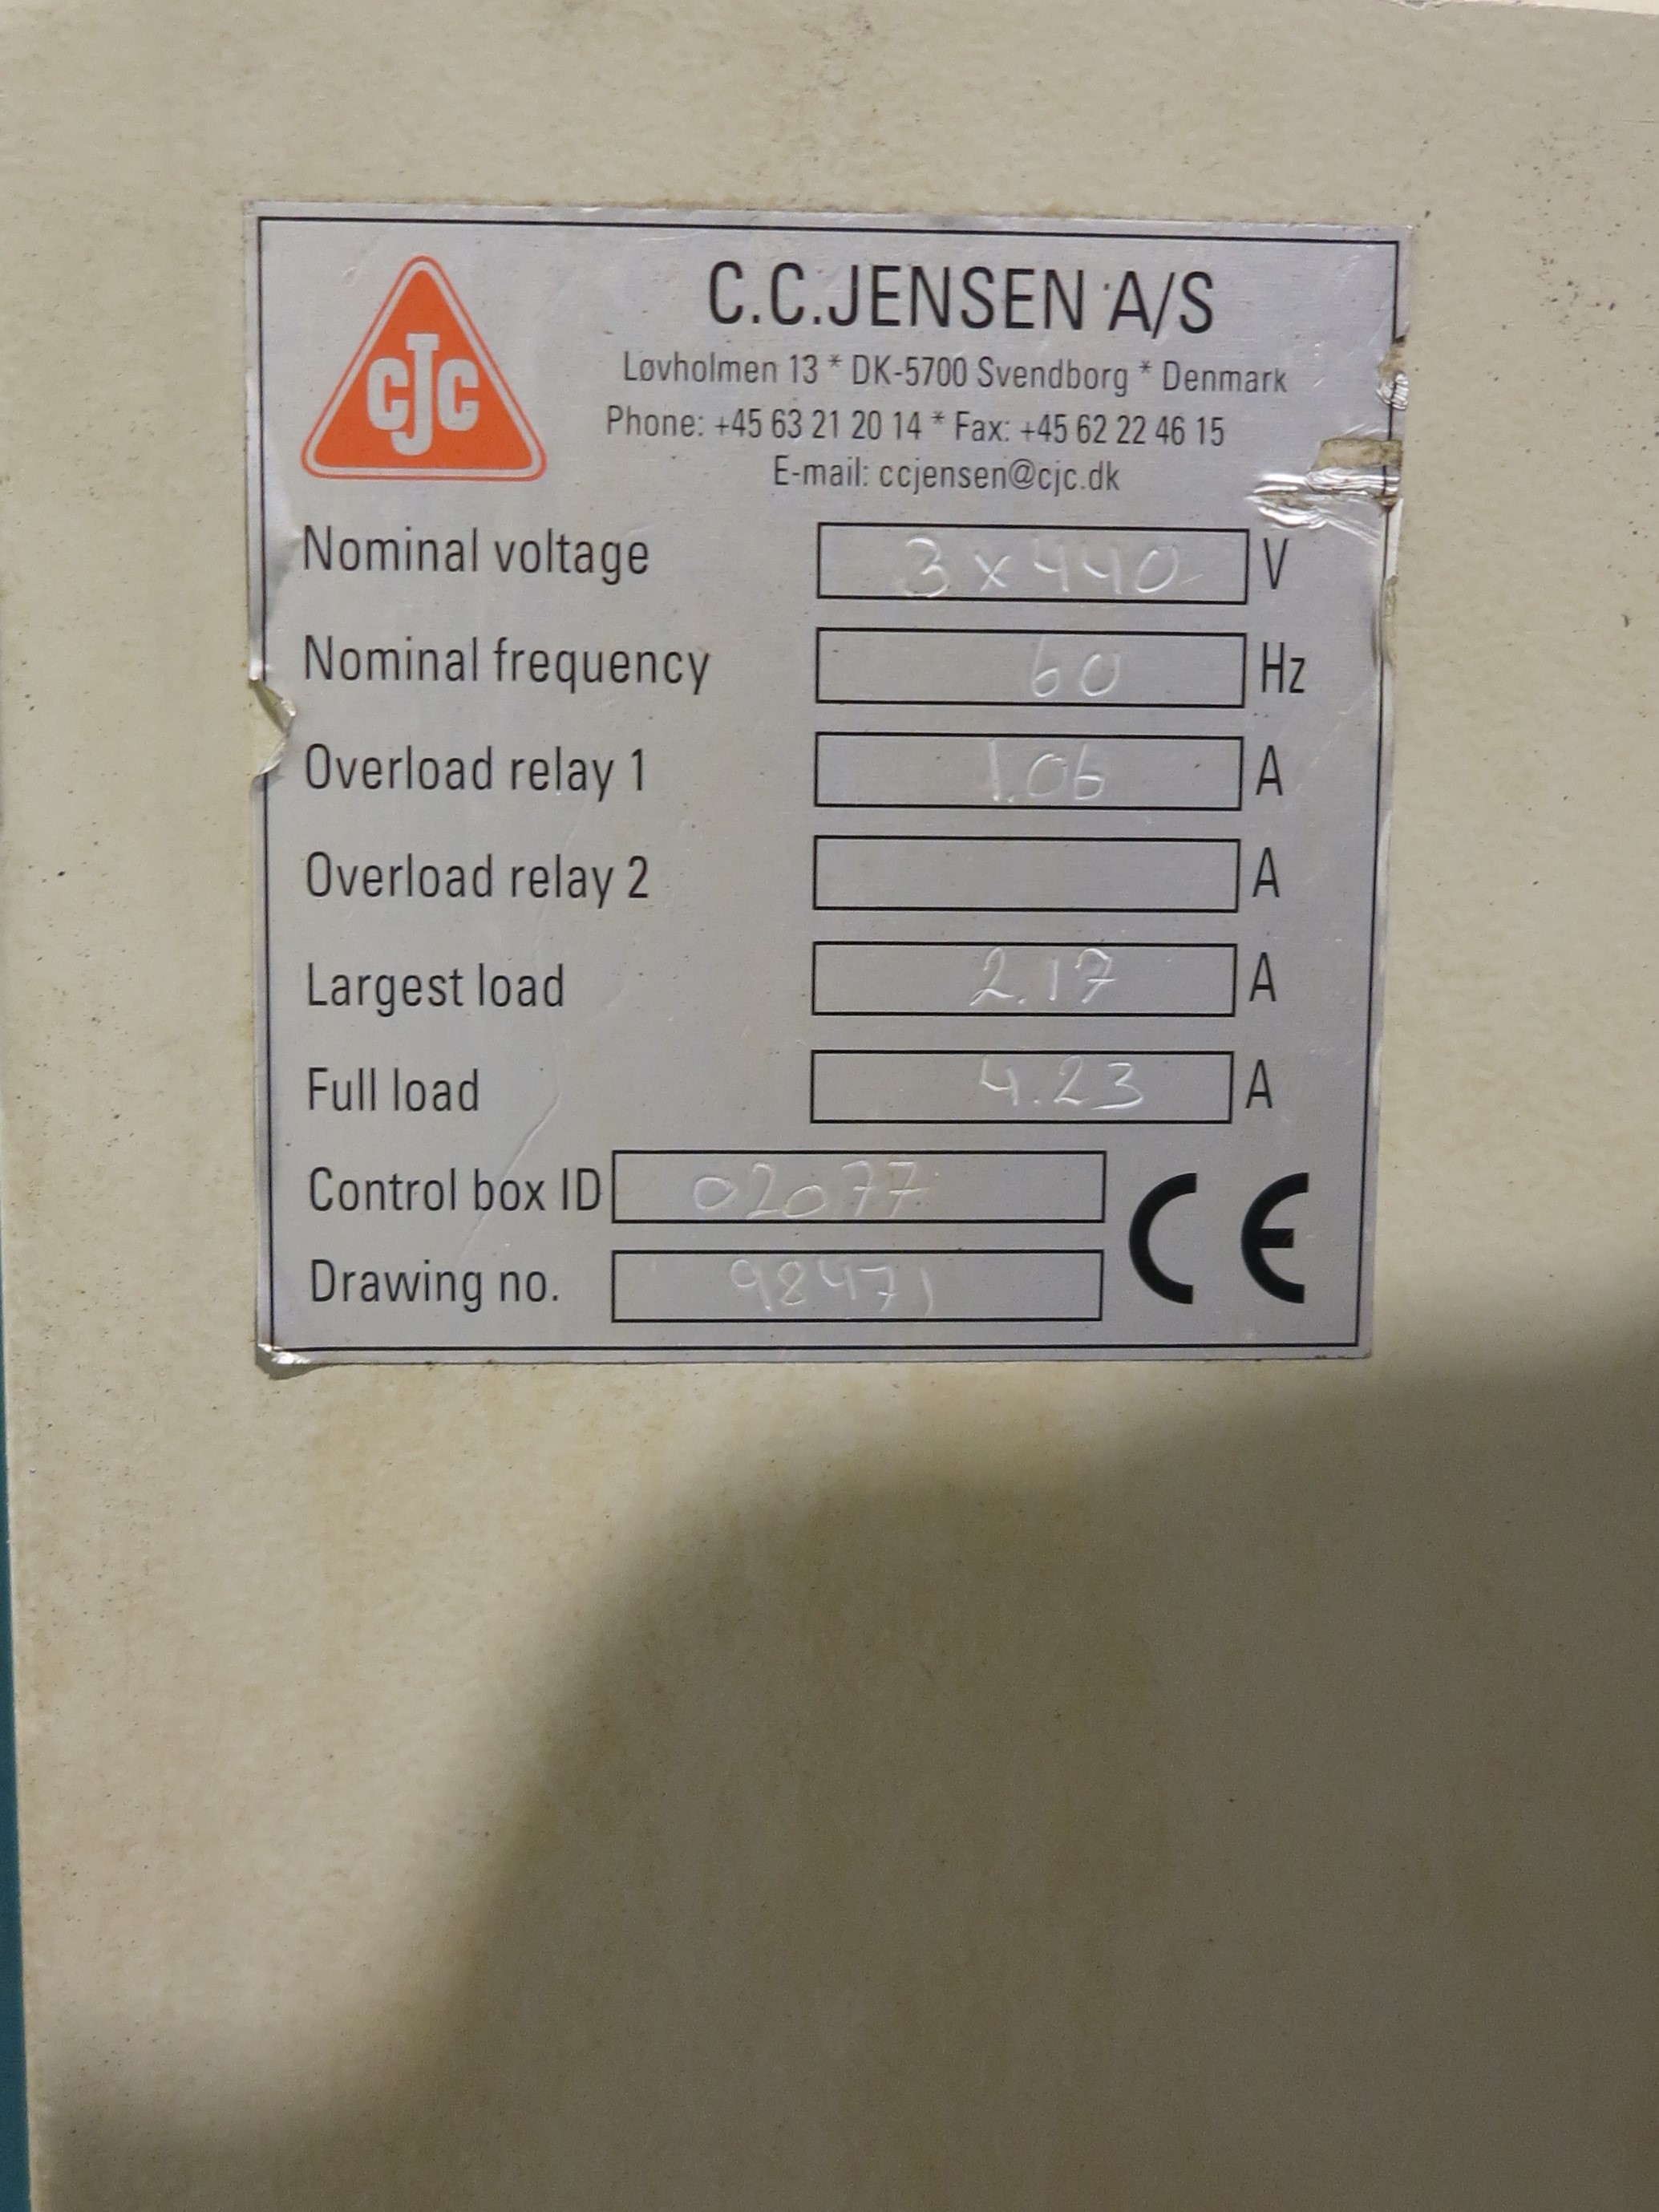 CJC
C.C.JENSEN A/S
Løvholmen 13 * DK-5700 Svendborg * Denmark
Phone: +45 63 21 20 14 * Fax: +45 62 22 46 15
E-mail: ccjensen@cjc.dk
Nominal voltage 3 x 440 V
Nominal frequency 60 Hz
Overload relay 1 1.06 A
Overload relay 2 A
Largest load 2.17 A
Full load 4.23 A
Control box ID 02077
Drawing no. 98471
CE